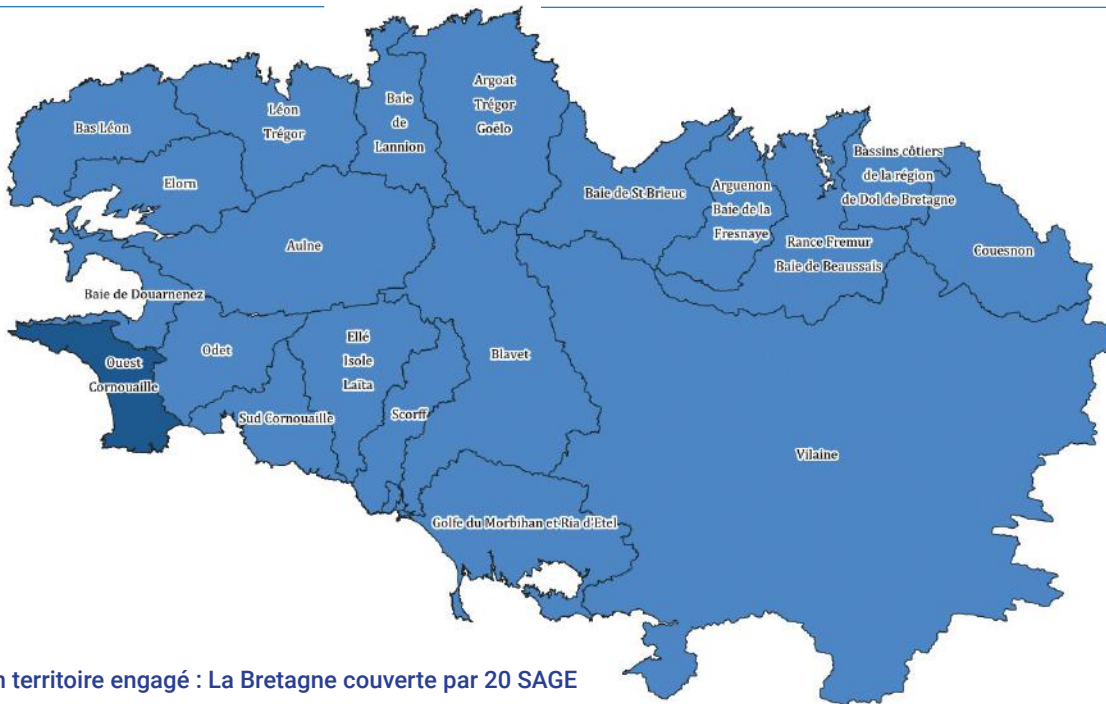 Argoat
Trégor
Goëlo
Baie
de
Lannion
Léon
Trégor
Bas Léon
Elorn
Bassins côtiers
de la région
de Dol de Bretagne
Baie de St Brieuc
Arguenon
Baie de la
Fresnaye
Rance Fremur
Baie de Beaussais
Couesnon
Aulne
Baie de Douarnenez
Ouest
Cornouaille
Odet
Ellé
Isole
Laïta
Blavet
Sud Cornouaille
Scorff
Vilaine
Golfe du Morbihan et Ria d'Etel
n territoire engagé : La Bretagne couverte par 20 SAGE